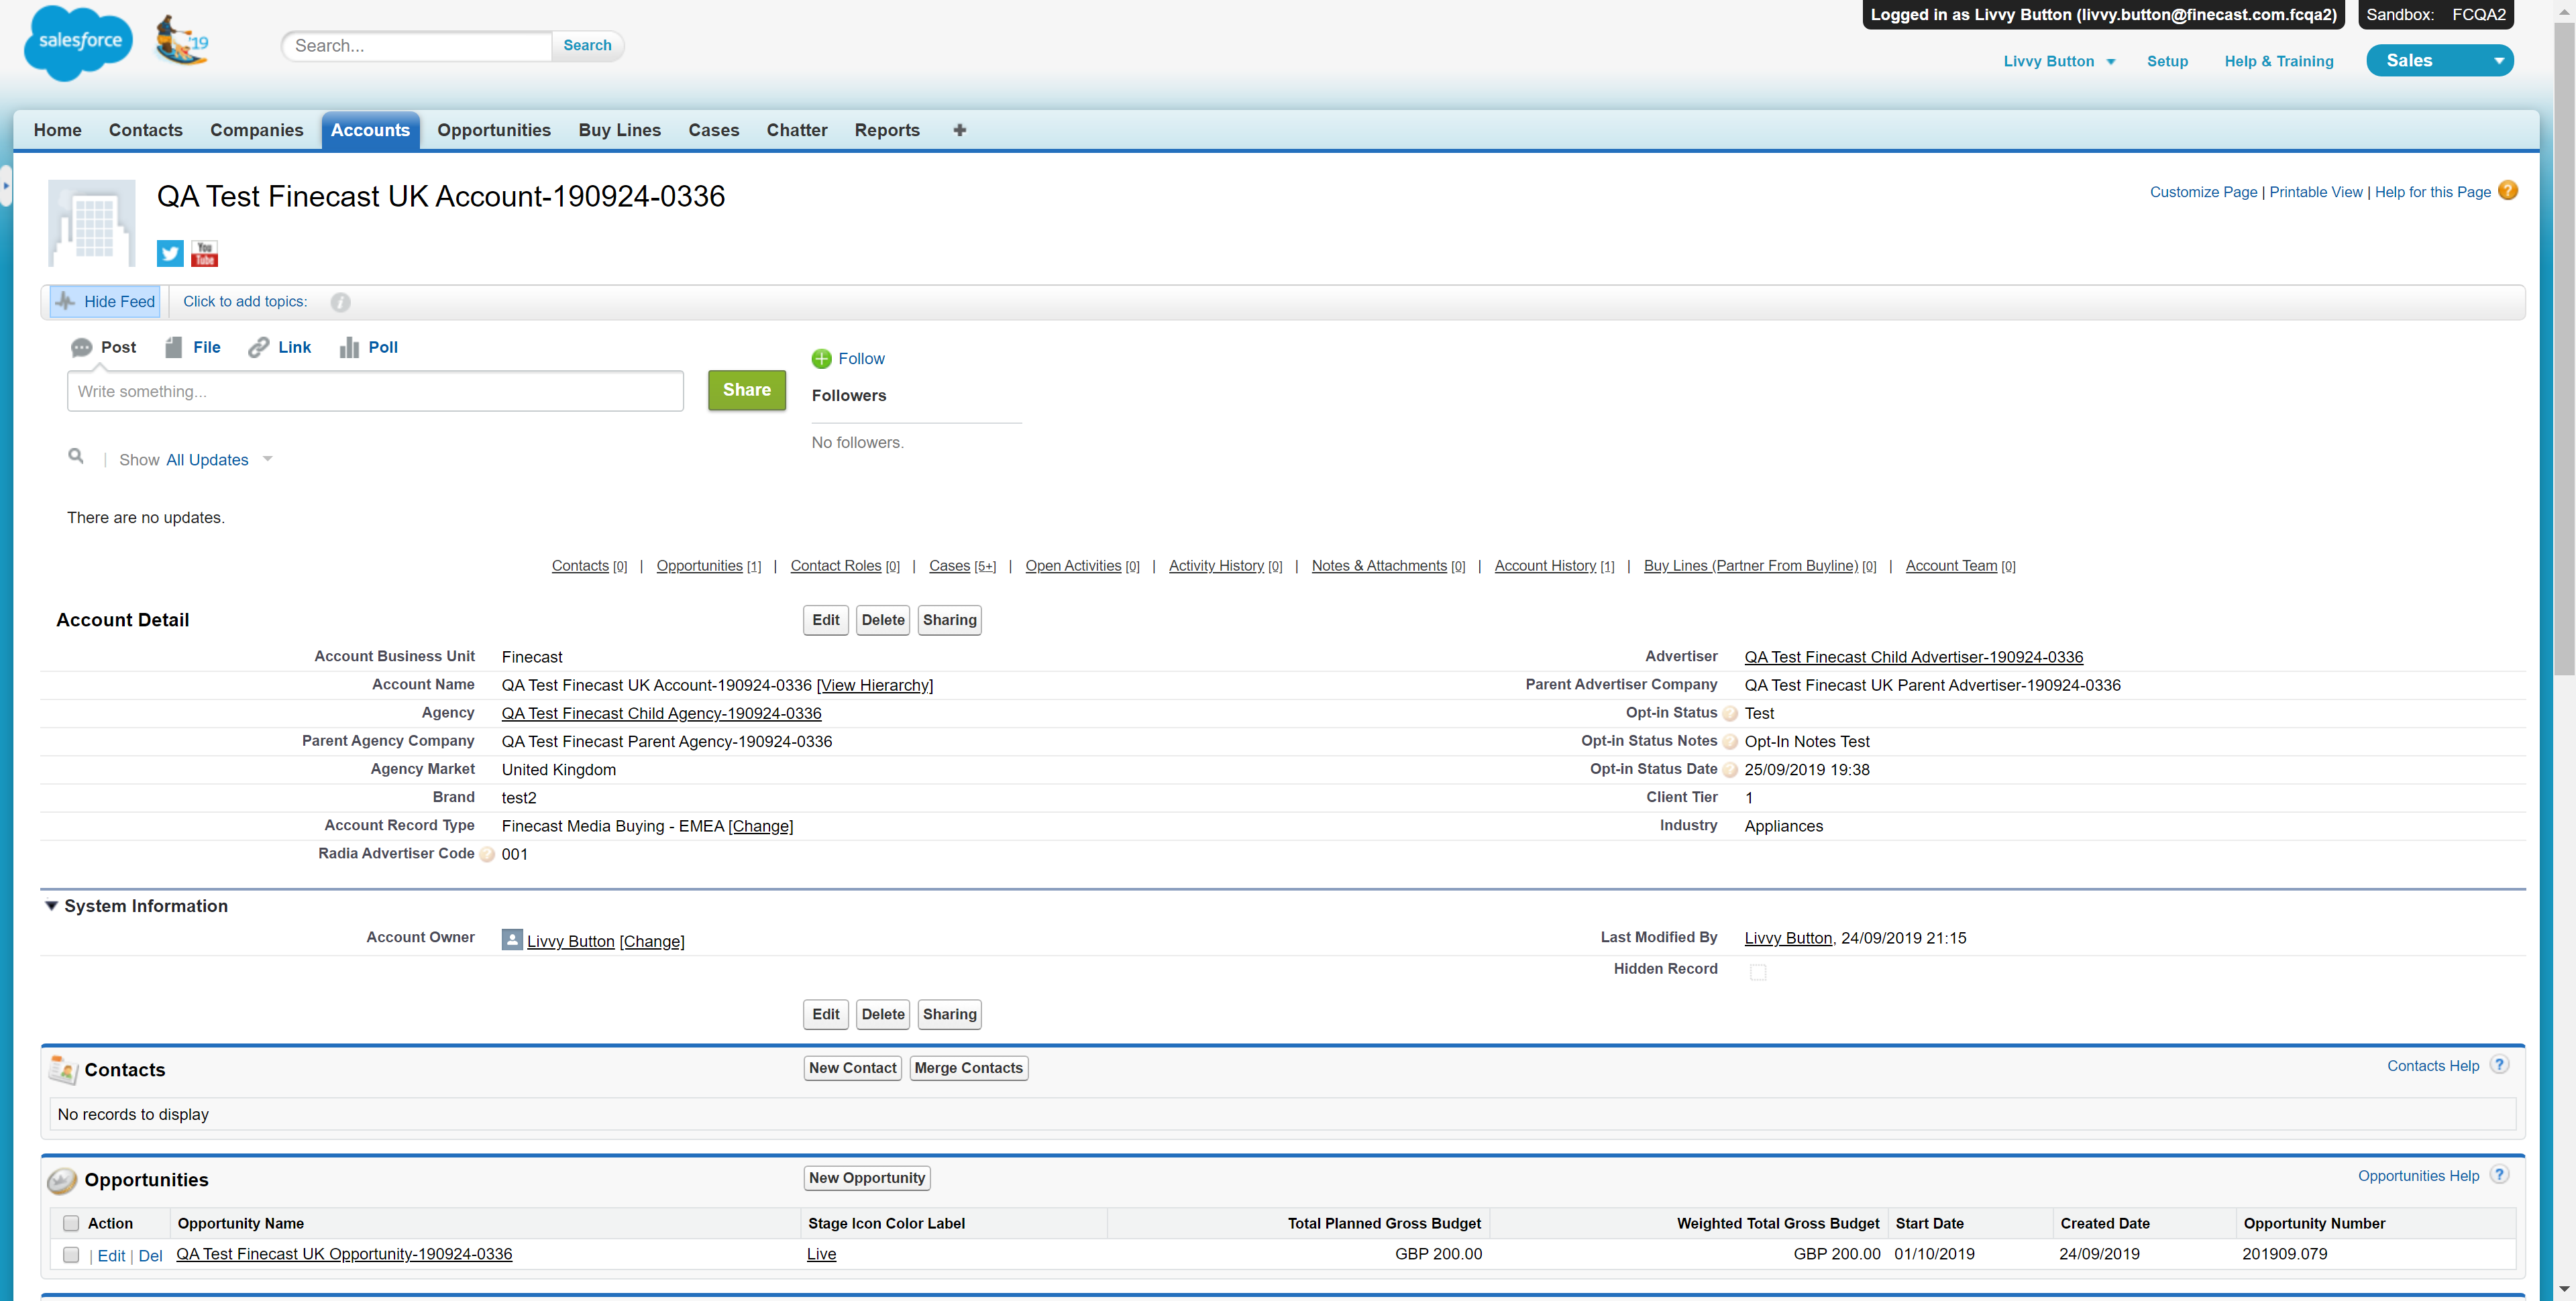 Logged in as Livvy Button (livvy.button@finecast.com.fcqa2) Sandbox: FCQA2
salesforce '19 Search... Search
Livvy Button Setup Help & Training Sales
Home Contacts Companies Accounts Opportunities Buy Lines Cases Chatter Reports
QA Test Finecast UK Account-190924-0336
Customize Page | Printable View | Help for this Page ?
You Tube
Hide Feed Click to add topics: i
Post File Link Poll
Write something... Share
Follow
Followers
No followers.
Show All Updates
There are no updates.
Contacts [0] | Opportunities [1] | Contact Roles [0] | Cases [5+] | Open Activities [0] | Activity History [0] | Notes & Attachments [0] | Account History [1] | Buy Lines (Partner From Buyline) [0] | Account Team [0]
Account Detail Edit Delete Sharing
Account Business Unit Finecast Advertiser QA Test Finecast Child Advertiser-190924-0336
Account Name QA Test Finecast UK Account-190924-0336 [View Hierarchy] Parent Advertiser Company QA Test Finecast UK Parent Advertiser-190924-0336
Agency QA Test Finecast Child Agency-190924-0336 Opt-in Status ? Test
Parent Agency Company QA Test Finecast Parent Agency-190924-0336 Opt-in Status Notes ? Opt-In Notes Test
Agency Market United Kingdom Opt-in Status Date ? 25/09/2019 19:38
Brand test2 Client Tier 1
Account Record Type Finecast Media Buying - EMEA [Change] Industry Appliances
Radia Advertiser Code ? 001
System Information
Account Owner Livvy Button [Change] Last Modified By Livvy Button, 24/09/2019 21:15
Hidden Record
Edit Delete Sharing
Contacts New Contact Merge Contacts Contacts Help ?
No records to display
Opportunities New Opportunity Opportunities Help ?
Action Opportunity Name Stage Icon Color Label Total Planned Gross Budget Weighted Total Gross Budget Start Date Created Date Opportunity Number
| Edit | Del QA Test Finecast UK Opportunity-190924-0336 Live GBP 200.00 GBP 200.00 01/10/2019 24/09/2019 201909.079